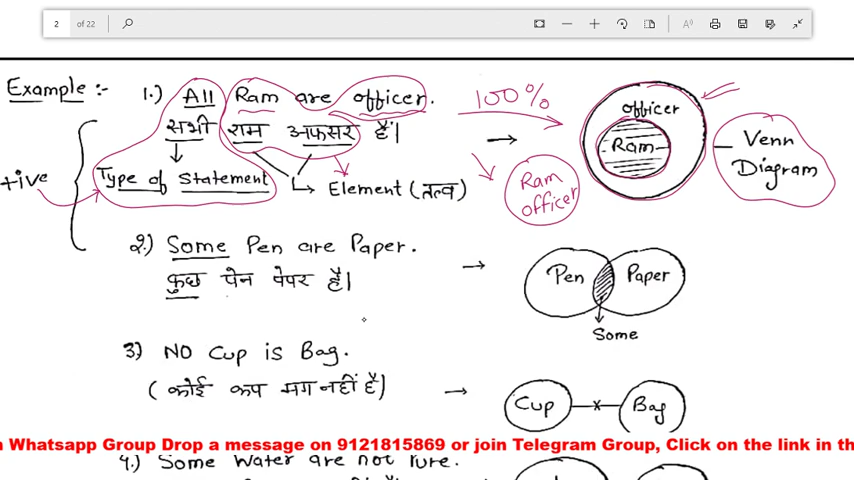 2 of 22
Example :- 1.) All Ram are officer. 100% officer
सभी राम अफसर हैं। → Ram Venn
+ive Type of Statement → Element (तत्व) Ram officer Diagram
2.) Some Pen are Paper. → Pen Paper
कुछ पेन पेपर है।
Some
3) NO Cup is Bag.
(कोई कप मग नहीं है) → Cup x Bag
n Whatsapp Group Drop a message on 9121815869 or join Telegram Group, Click on the link in th
4.) Some Water are not Pure.